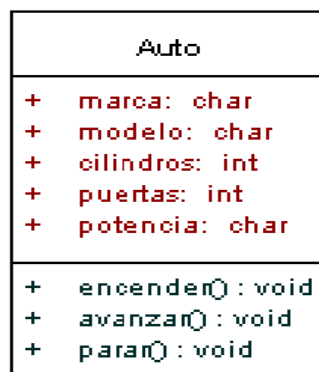 Auto
+ marca: char
+ modelo: char
+ cilindros: int
+ puertas: int
+ potencia: char
+ encender() : void
+ avanzar() : void
+ parar() : void